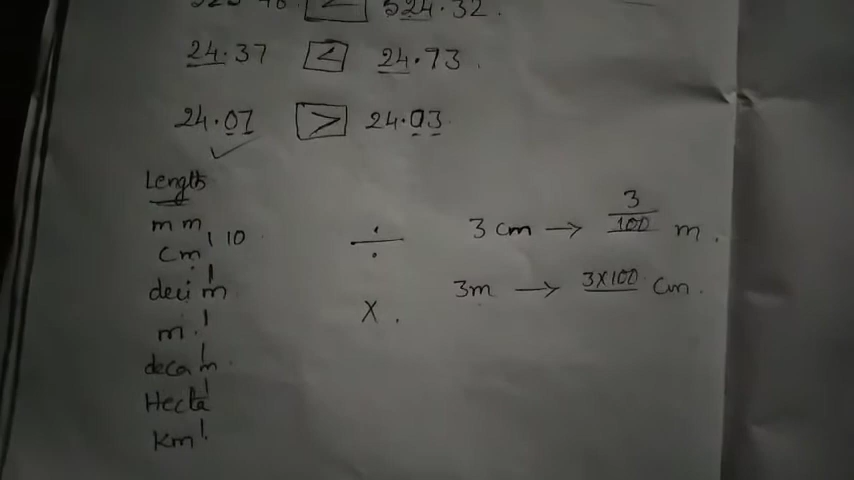 < 524.32.
24.37 < 24.73.
24.07 > 24.03.
Length
mm
cm 10
deci m
m.
deca m.
Hecta
km
÷
x.
3 cm → 3/100 m.
3m → 3x100 cm.